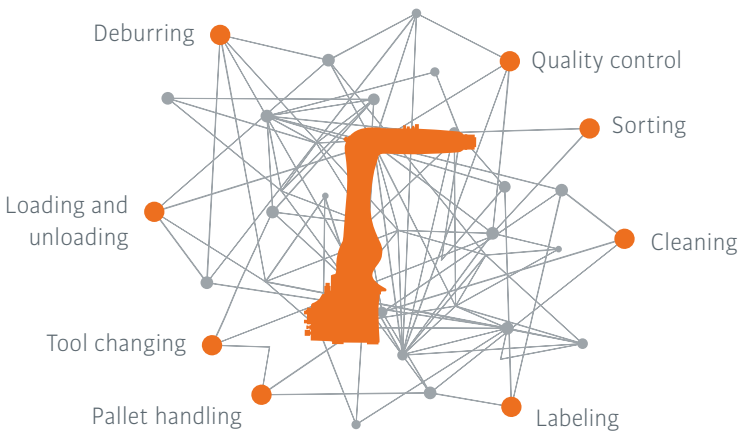 Deburring
Quality control
Sorting
Loading and
unloading
Cleaning
Tool changing
Pallet handling
Labeling